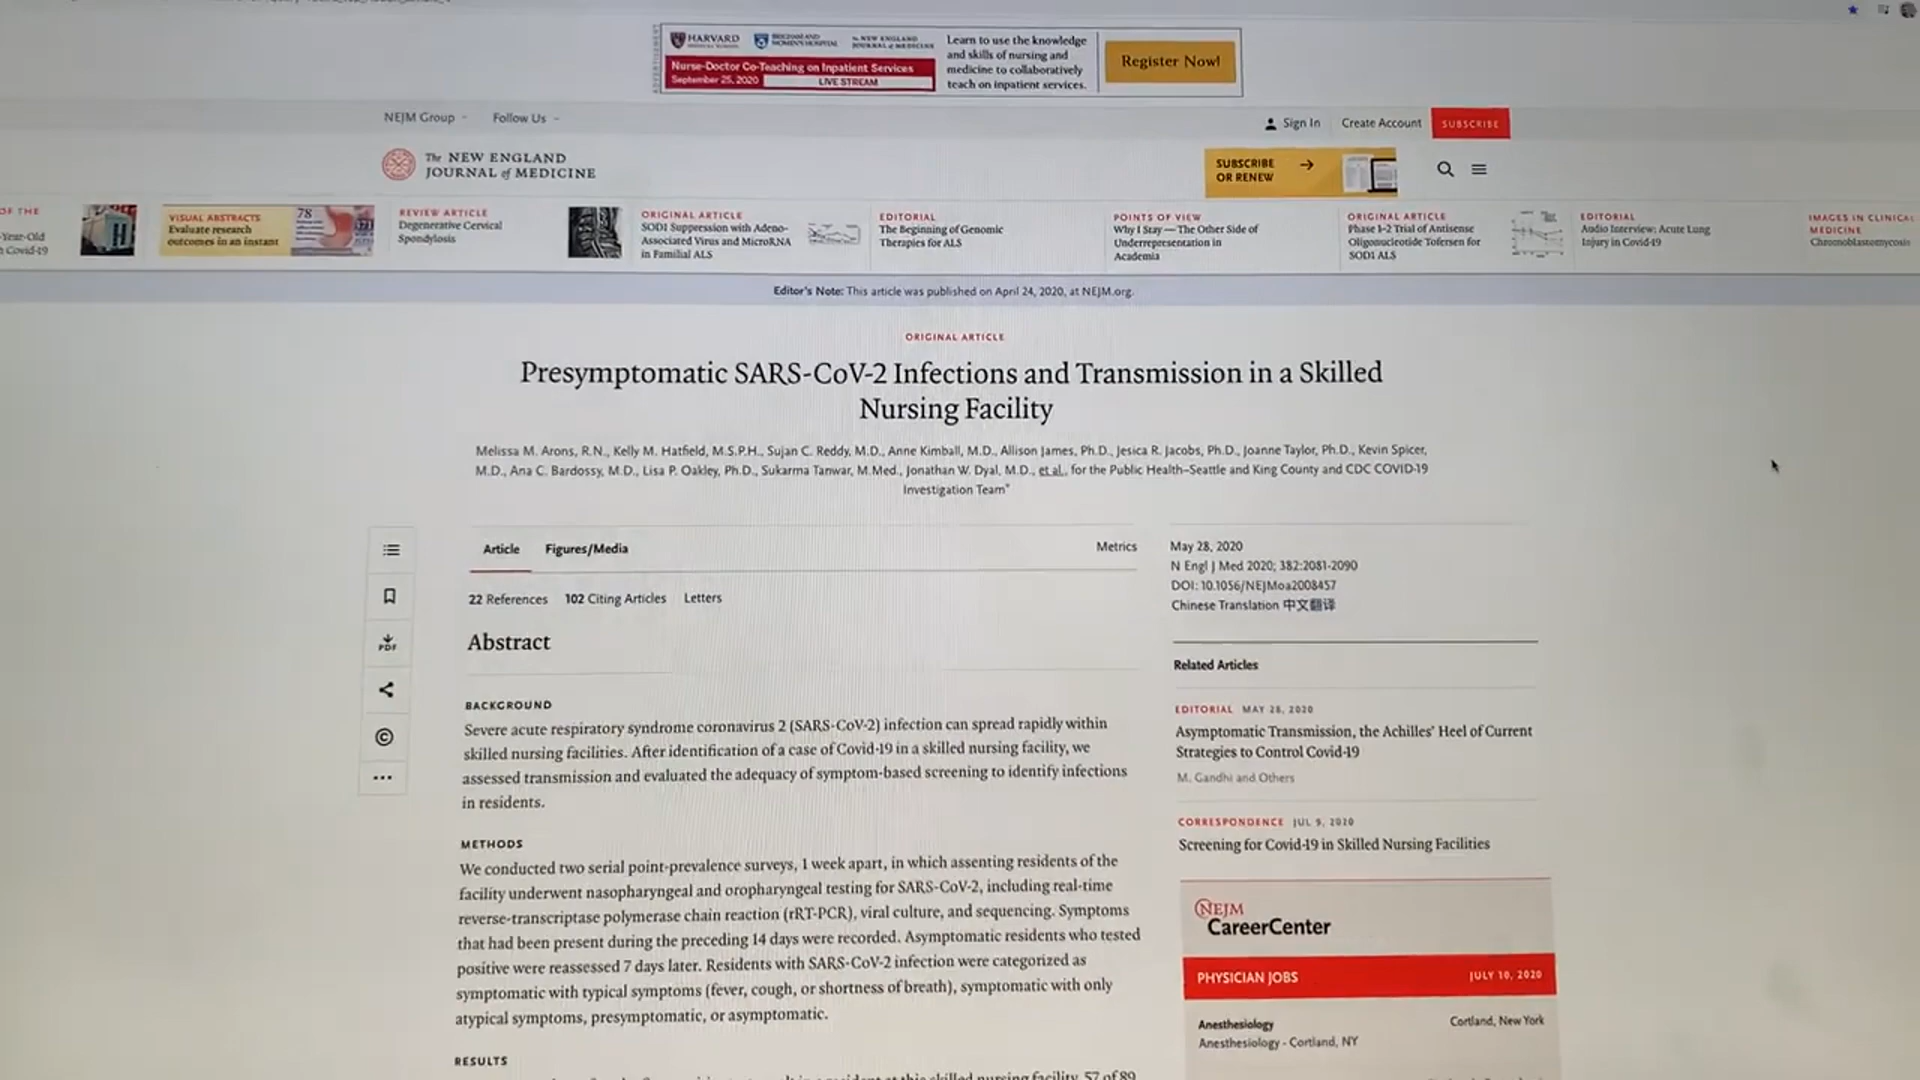 HARVARD
Nurse-Doctor Co-Teaching on Inpatient Services
September 25, 2020
LIVE STREAM
Learn to use the knowledge
and skills of nursing and
medicine to collaboratively
teach on inpatient services.
Register Now!
NEJM Group
Follow Us
Sign In
Create Account
SUBSCRIBE
The NEW ENGLAND
JOURNAL of MEDICINE
SUBSCRIBE
OR RENEW
OF THE
-Year-Old
Covid-19
VISUAL ABSTRACTS
Evaluate research
outcomes in an instant
78
REVIEW ARTICLE
Degenerative Cervical
Spondylosis
ORIGINAL ARTICLE
SOD1 Suppression with Adeno-
Associated Virus and MicroRNA
in Familial ALS
EDITORIAL
The Beginning of Genomic
Therapies for ALS
POINTS OF VIEW
Why I Stay — The Other Side of
Underrepresentation in
Academia
ORIGINAL ARTICLE
Phase 1–2 Trial of Antisense
Oligonucleotide Tofersen for
SOD1 ALS
EDITORIAL
Audio Interview: Acute Lung
Injury in Covid-19
IMAGES IN CLINICAL
MEDICINE
Chromoblastomycosis
Editor's Note: This article was published on April 24, 2020, at NEJM.org.
ORIGINAL ARTICLE
Presymptomatic SARS-CoV-2 Infections and Transmission in a Skilled
Nursing Facility
Melissa M. Arons, R.N., Kelly M. Hatfield, M.S.P.H., Sujan C. Reddy, M.D., Anne Kimball, M.D., Allison James, Ph.D., Jesica R. Jacobs, Ph.D., Joanne Taylor, Ph.D., Kevin Spicer,
M.D., Ana C. Bardossy, M.D., Lisa P. Oakley, Ph.D., Sukarma Tanwar, M.Med., Jonathan W. Dyal, M.D., et al., for the Public Health–Seattle and King County and CDC COVID-19
Investigation Team*
Article
Figures/Media
Metrics
22 References
102 Citing Articles
Letters
PDF
Abstract
BACKGROUND
Severe acute respiratory syndrome coronavirus 2 (SARS-CoV-2) infection can spread rapidly within
skilled nursing facilities. After identification of a case of Covid-19 in a skilled nursing facility, we
assessed transmission and evaluated the adequacy of symptom-based screening to identify infections
in residents.
METHODS
We conducted two serial point-prevalence surveys, 1 week apart, in which assenting residents of the
facility underwent nasopharyngeal and oropharyngeal testing for SARS-CoV-2, including real-time
reverse-transcriptase polymerase chain reaction (rRT-PCR), viral culture, and sequencing. Symptoms
that had been present during the preceding 14 days were recorded. Asymptomatic residents who tested
positive were reassessed 7 days later. Residents with SARS-CoV-2 infection were categorized as
symptomatic with typical symptoms (fever, cough, or shortness of breath), symptomatic with only
atypical symptoms, presymptomatic, or asymptomatic.
RESULTS
skilled nursing facility, 57 of 89
May 28, 2020
N Engl J Med 2020; 382:2081-2090
DOI: 10.1056/NEJMoa2008457
Chinese Translation 中文翻译
Related Articles
EDITORIAL MAY 28, 2020
Asymptomatic Transmission, the Achilles' Heel of Current
Strategies to Control Covid-19
M. Gandhi and Others
CORRESPONDENCE JUL 9, 2020
Screening for Covid-19 in Skilled Nursing Facilities
NEJM
CareerCenter
PHYSICIAN JOBS
JULY 10, 2020
Anesthesiology
Cortland, New York
Anesthesiology - Cortland, NY